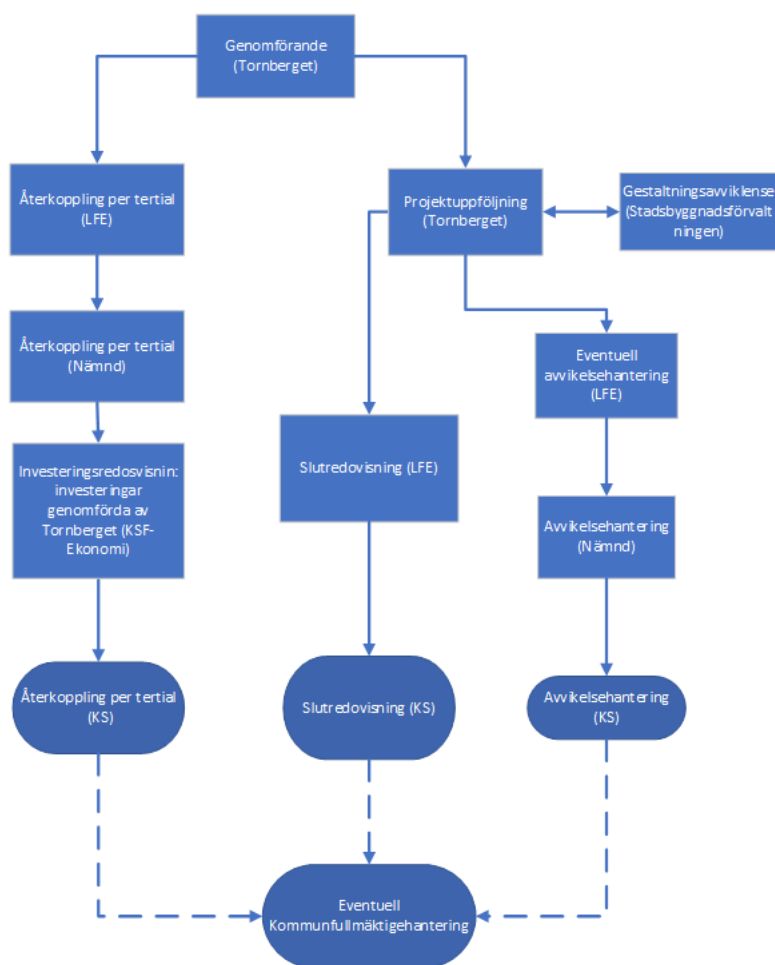 Genomförande
(Tornberget)
Återkoppling per tertial
(LFE)
Projektuppföljning
(Tornberget)
Gestaltningsavviklense
(Stadsbyggnadsförvalt
ningen)
Återkoppling per tertial
(Nämnd)
Eventuell
avvikelsehantering
(LFE)
Investeringsredosvisnin:
investeringar
genomförda av
Tornberget (KSF-
Ekonomi)
Slutredovisning (LFE)
Avvikelsehantering
(Nämnd)
Återkoppling per tertial
(KS)
Slutredovisning (KS)
Avvikelsehantering
(KS)
Eventuell
Kommunfullmäktigehantering